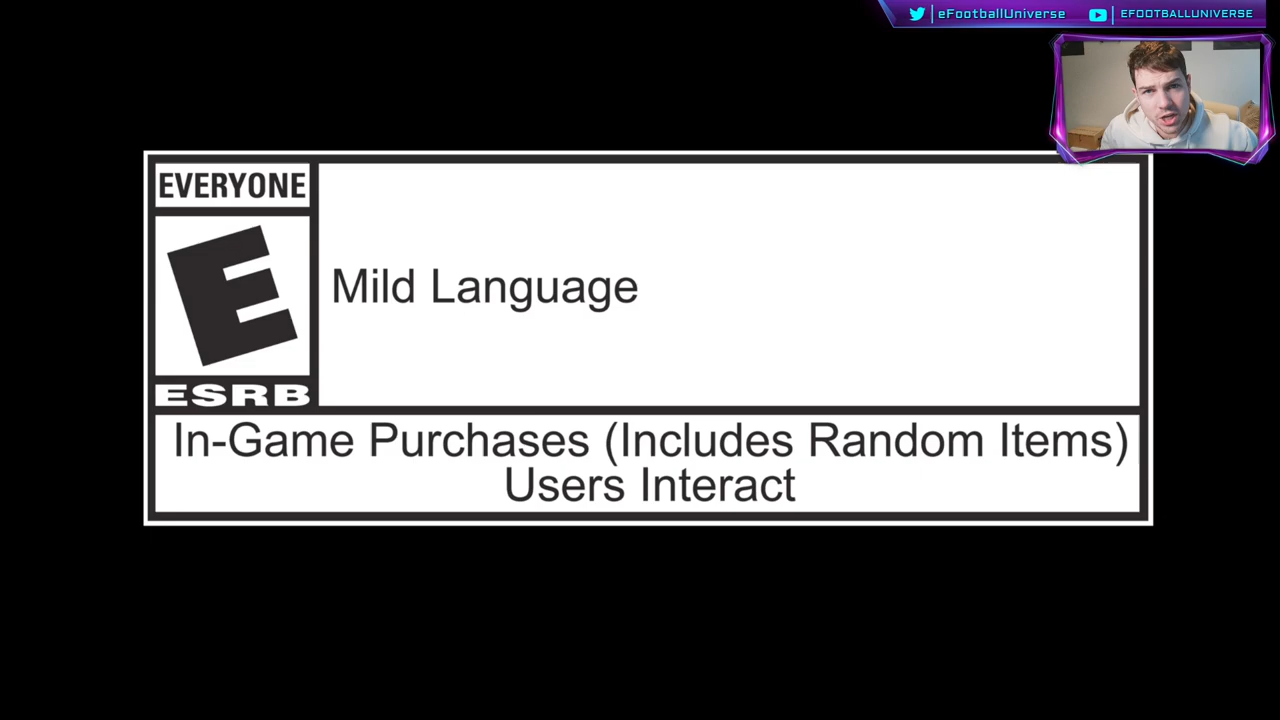 eFootballUniverse
EFOOTBALLUNIVERSE
EVERYONE
E
ESRB
Mild Language
In-Game Purchases (Includes Random Items)
Users Interact